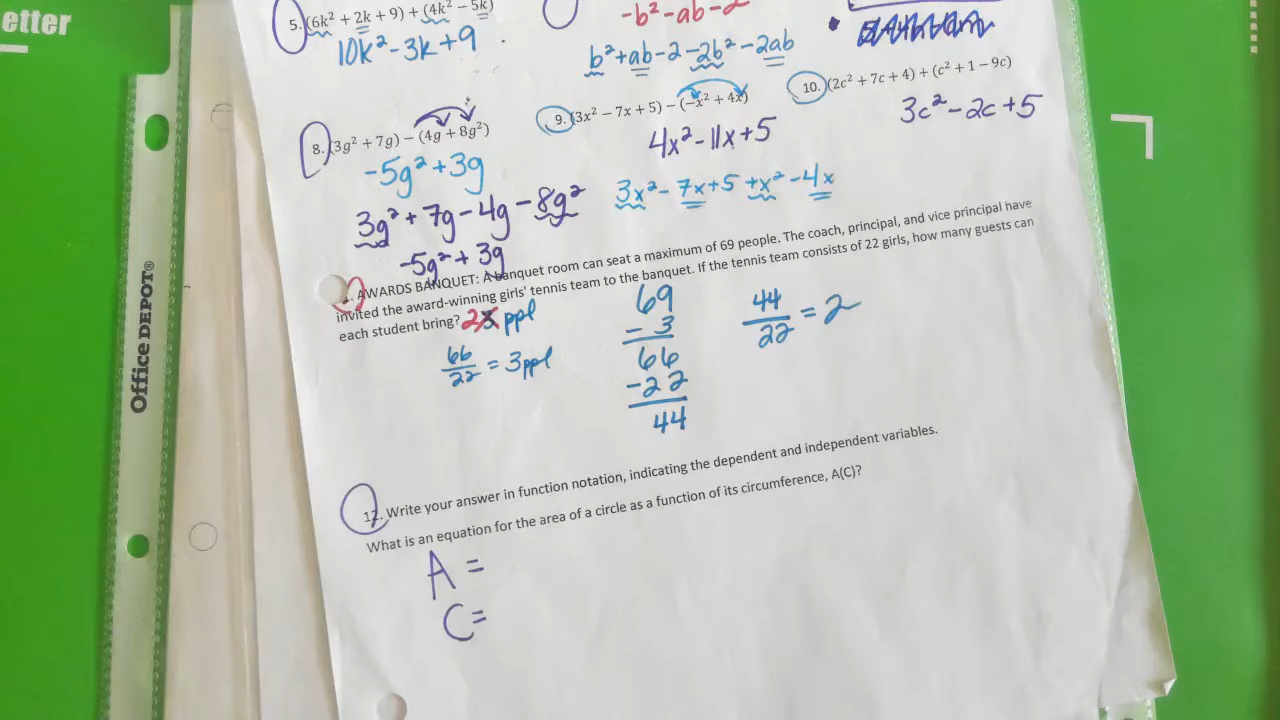 etter
Office DEPOT®
5. (6k² + 2k + 9) + (4k² − 5k)
10k² - 3k + 9
-b² - ab - 2
b² + ab - 2 - 2b² - 2ab
8. (3g² + 7g) − (4g + 8g²)
-5g² + 3g
3g² + 7g - 4g - 8g²
-5g² + 3g
9. (3x² − 7x + 5) − (−x² + 4x)
4x² - 11x + 5
3x² - 7x + 5 + x² - 4x
10. (2c² + 7c + 4) + (c² + 1 − 9c)
3c² - 2c + 5
AWARDS BANQUET: A banquet room can seat a maximum of 69 people. The coach, principal, and vice principal have
invited the award-winning girls' tennis team to the banquet. If the tennis team consists of 22 girls, how many guests can
each student bring? 2 ppl
66/22 = 3 ppl
69
- 3
66
- 22
44
44/22 = 2
12. Write your answer in function notation, indicating the dependent and independent variables.
What is an equation for the area of a circle as a function of its circumference, A(C)?
A =
C =